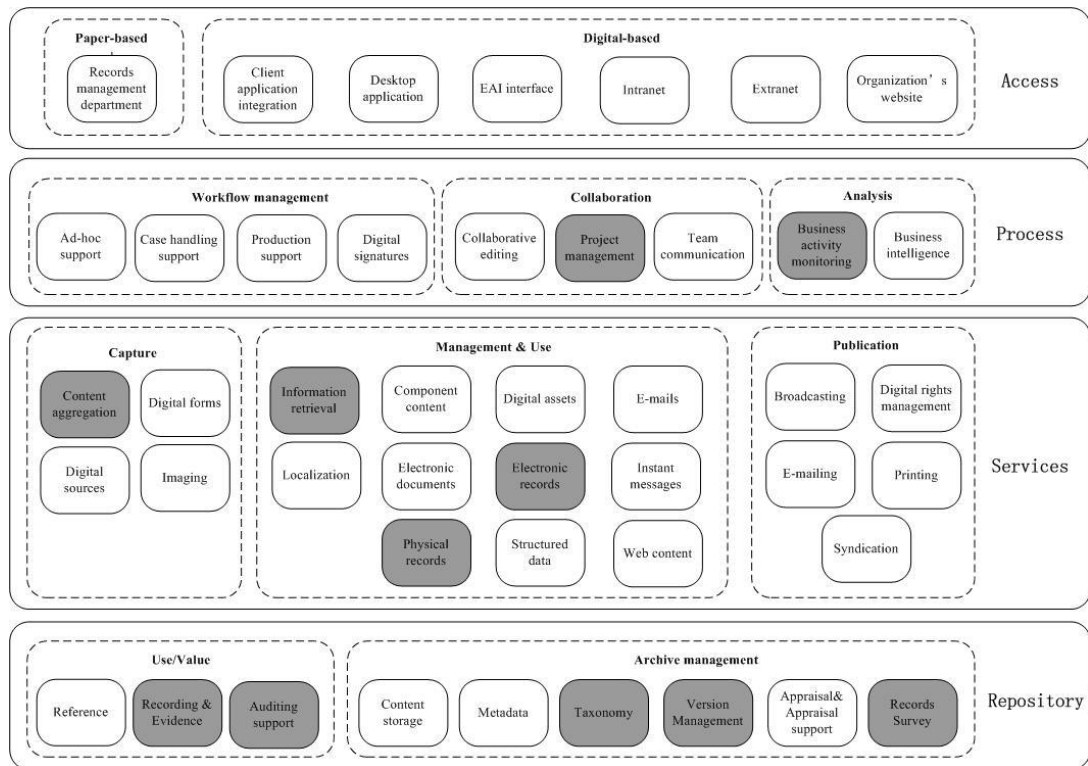 Paper-based
Digital-based
Records
management
department
Client
application
integration
Desktop
application
EAI interface
Intranet
Extranet
Organization's
website
Access
Workflow management
Collaboration
Analysis
Ad-hoc
support
Case handling
support
Production
support
Digital
signatures
Collaborative
editing
Project
management
Team
communication
Business
activity
monitoring
Business
intelligence
Process
Capture
Management & Use
Publication
Content
aggregation
Digital forms
Digital
sources
Imaging
Information
retrieval
Component
content
Digital assets
E-mails
Localization
Electronic
documents
Electronic
records
Instant
messages
Physical
records
Structured
data
Web content
Broadcasting
Digital rights
management
E-mailing
Printing
Syndication
Services
Use/Value
Archive management
Reference
Recording &
Evidence
Auditing
support
Content
storage
Metadata
Taxonomy
Version
Management
Appraisal&
Appraisal
support
Records
Survey
Repository